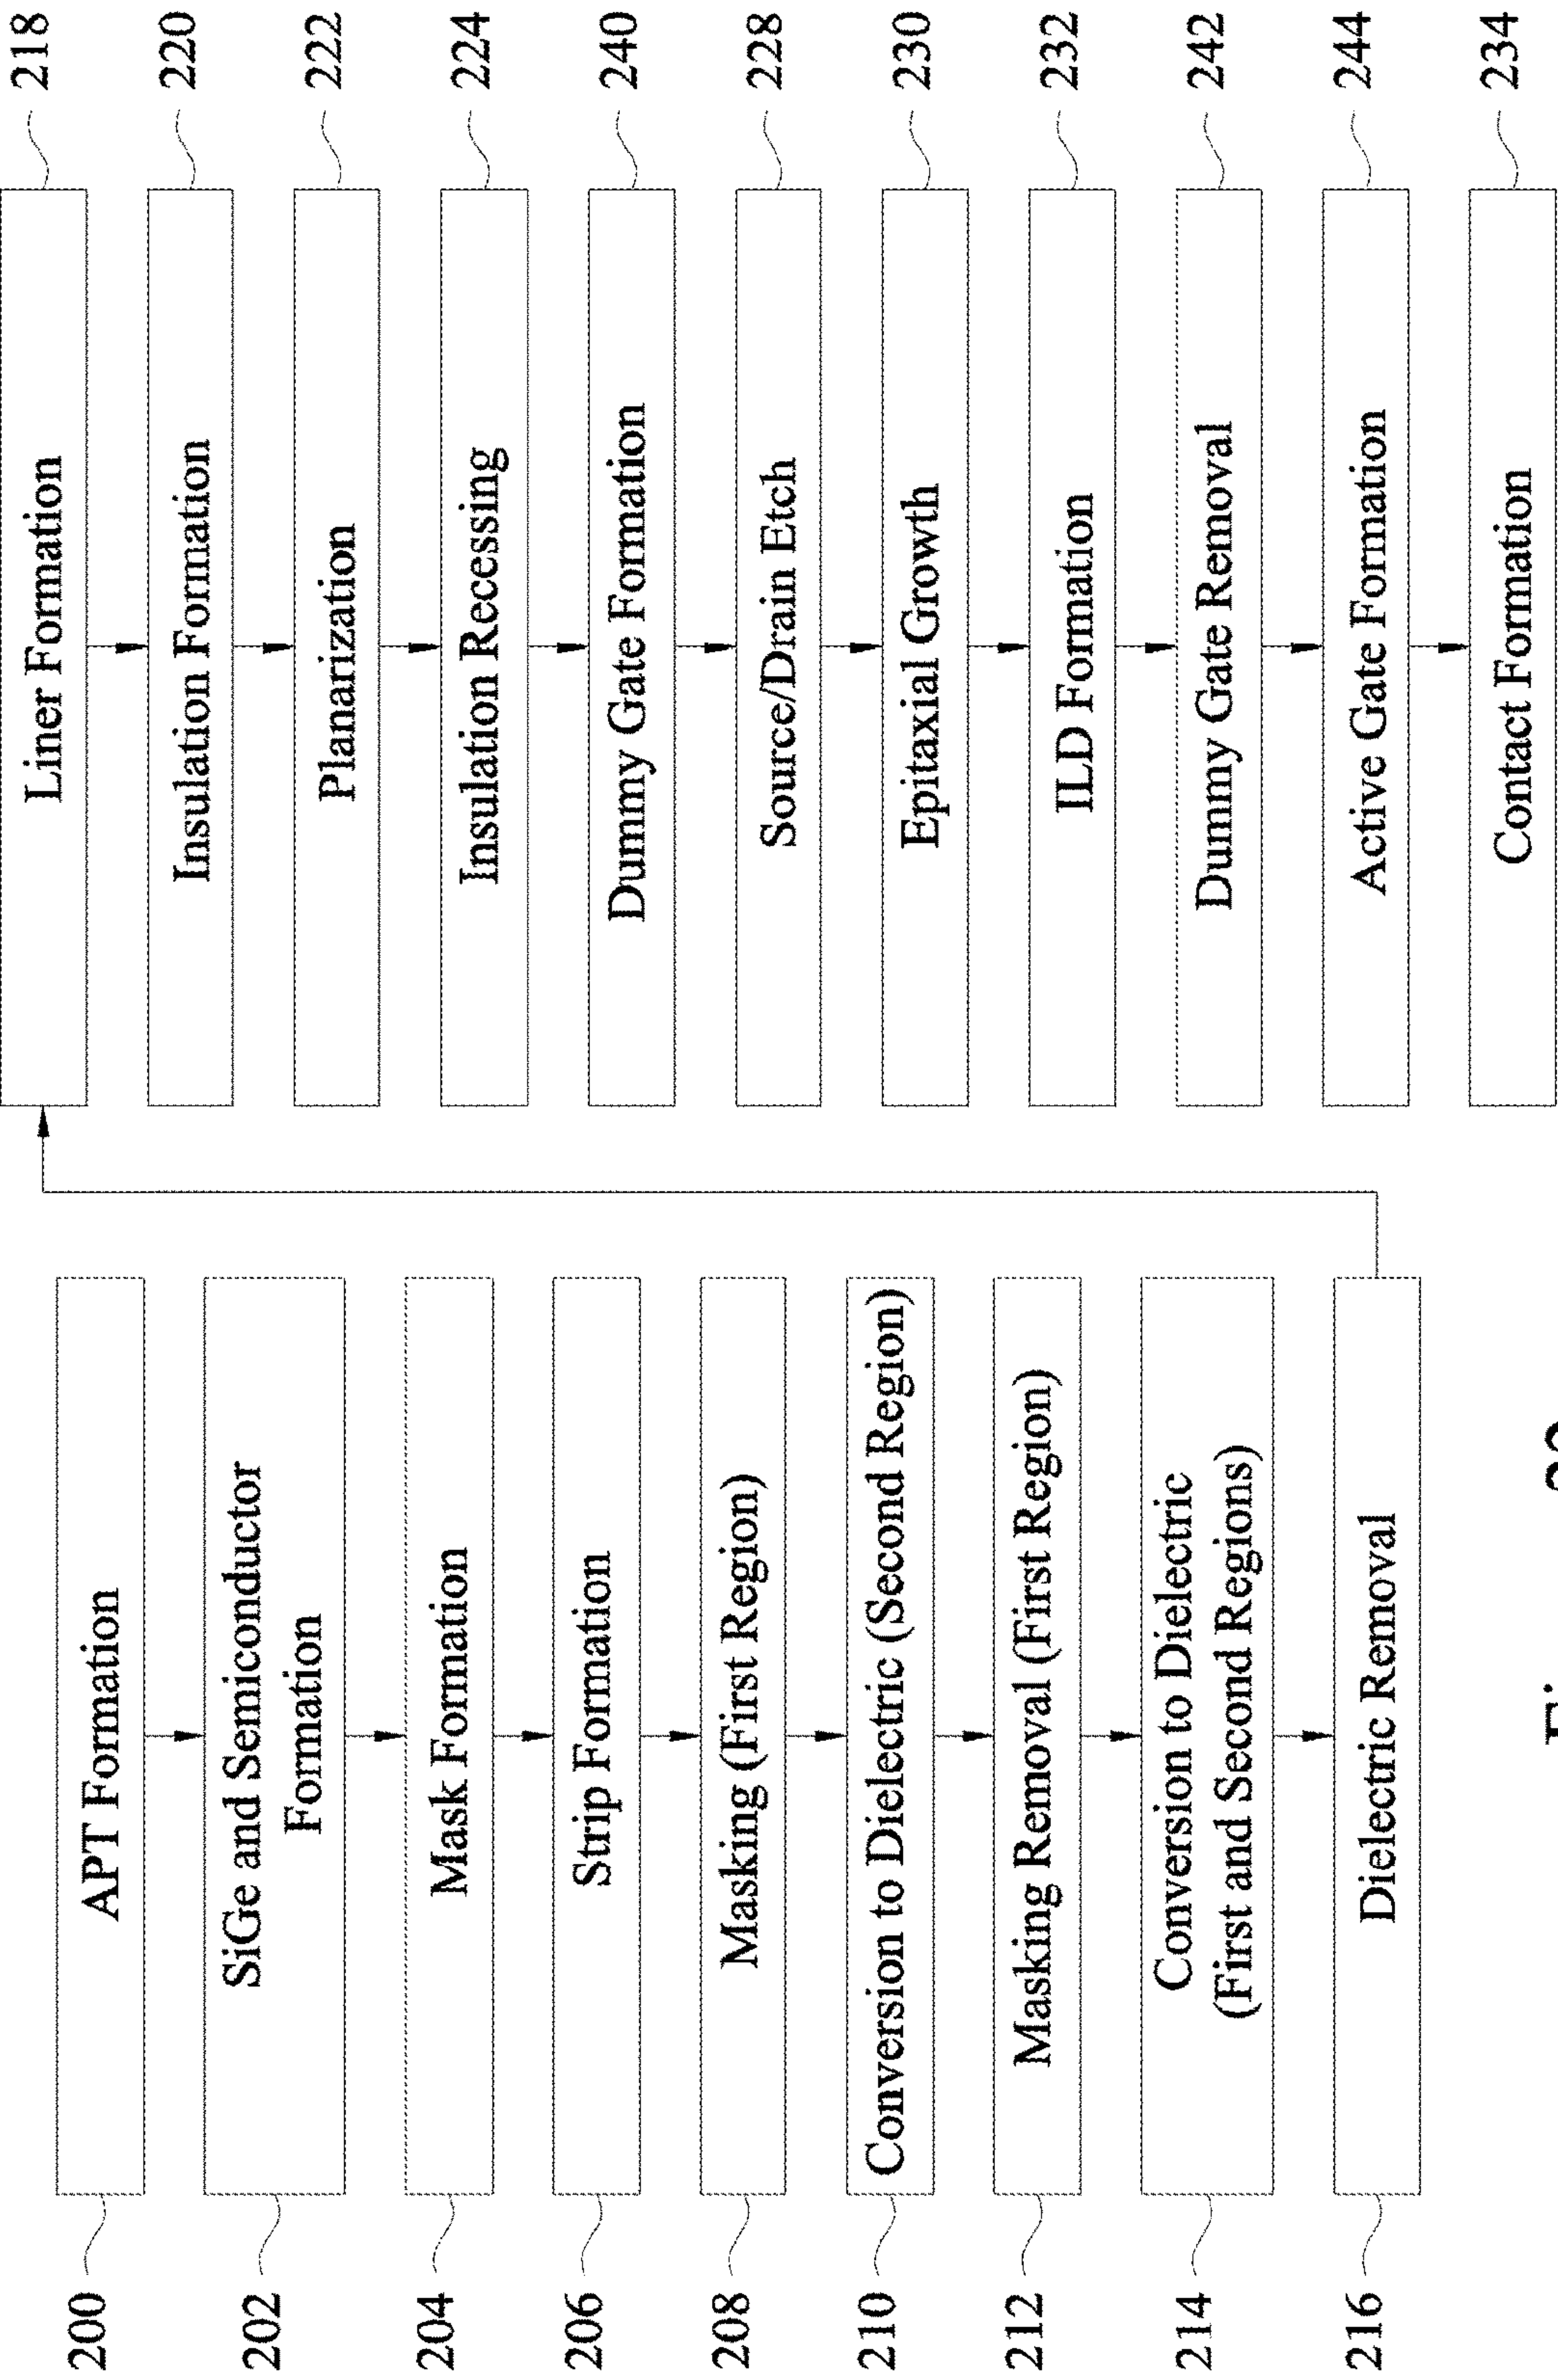 200
APT Formation
202
SiGe and Semiconductor
Formation
204
Mask Formation
206
Strip Formation
208
Masking (First Region)
210
Conversion to Dielectric (Second Region)
212
Masking Removal (First Region)
214
Conversion to Dielectric
(First and Second Regions)
216
Dielectric Removal
Liner Formation
218
Insulation Formation
220
Planarization
222
Insulation Recessing
224
Dummy Gate Formation
240
Source/Drain Etch
228
Epitaxial Growth
230
ILD Formation
232
Dummy Gate Removal
242
Active Gate Formation
244
Contact Formation
234